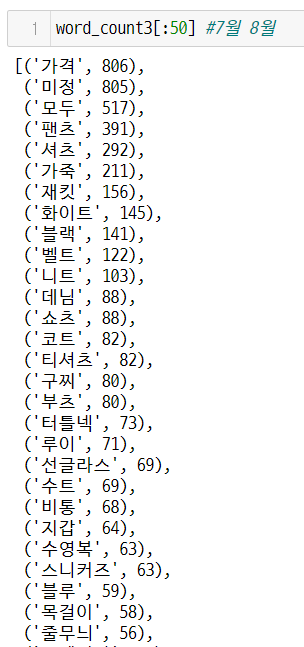 1 word_count3[:50] #7월 8월
[('가격', 806),
('미정', 805),
('모두', 517),
('팬츠', 391),
('셔츠', 292),
('가죽', 211),
('재킷', 156),
('화이트', 145),
('블랙', 141),
('벨트', 122),
('니트', 103),
('데님', 88),
('쇼츠', 88),
('코트', 82),
('티셔츠', 82),
('구찌', 80),
('부츠', 80),
('터틀넥', 73),
('루이', 71),
('선글라스', 69),
('수트', 69),
('비통', 68),
('지갑', 64),
('수영복', 63),
('스니커즈', 63),
('블루', 59),
('목걸이', 58),
('줄무늬', 56),